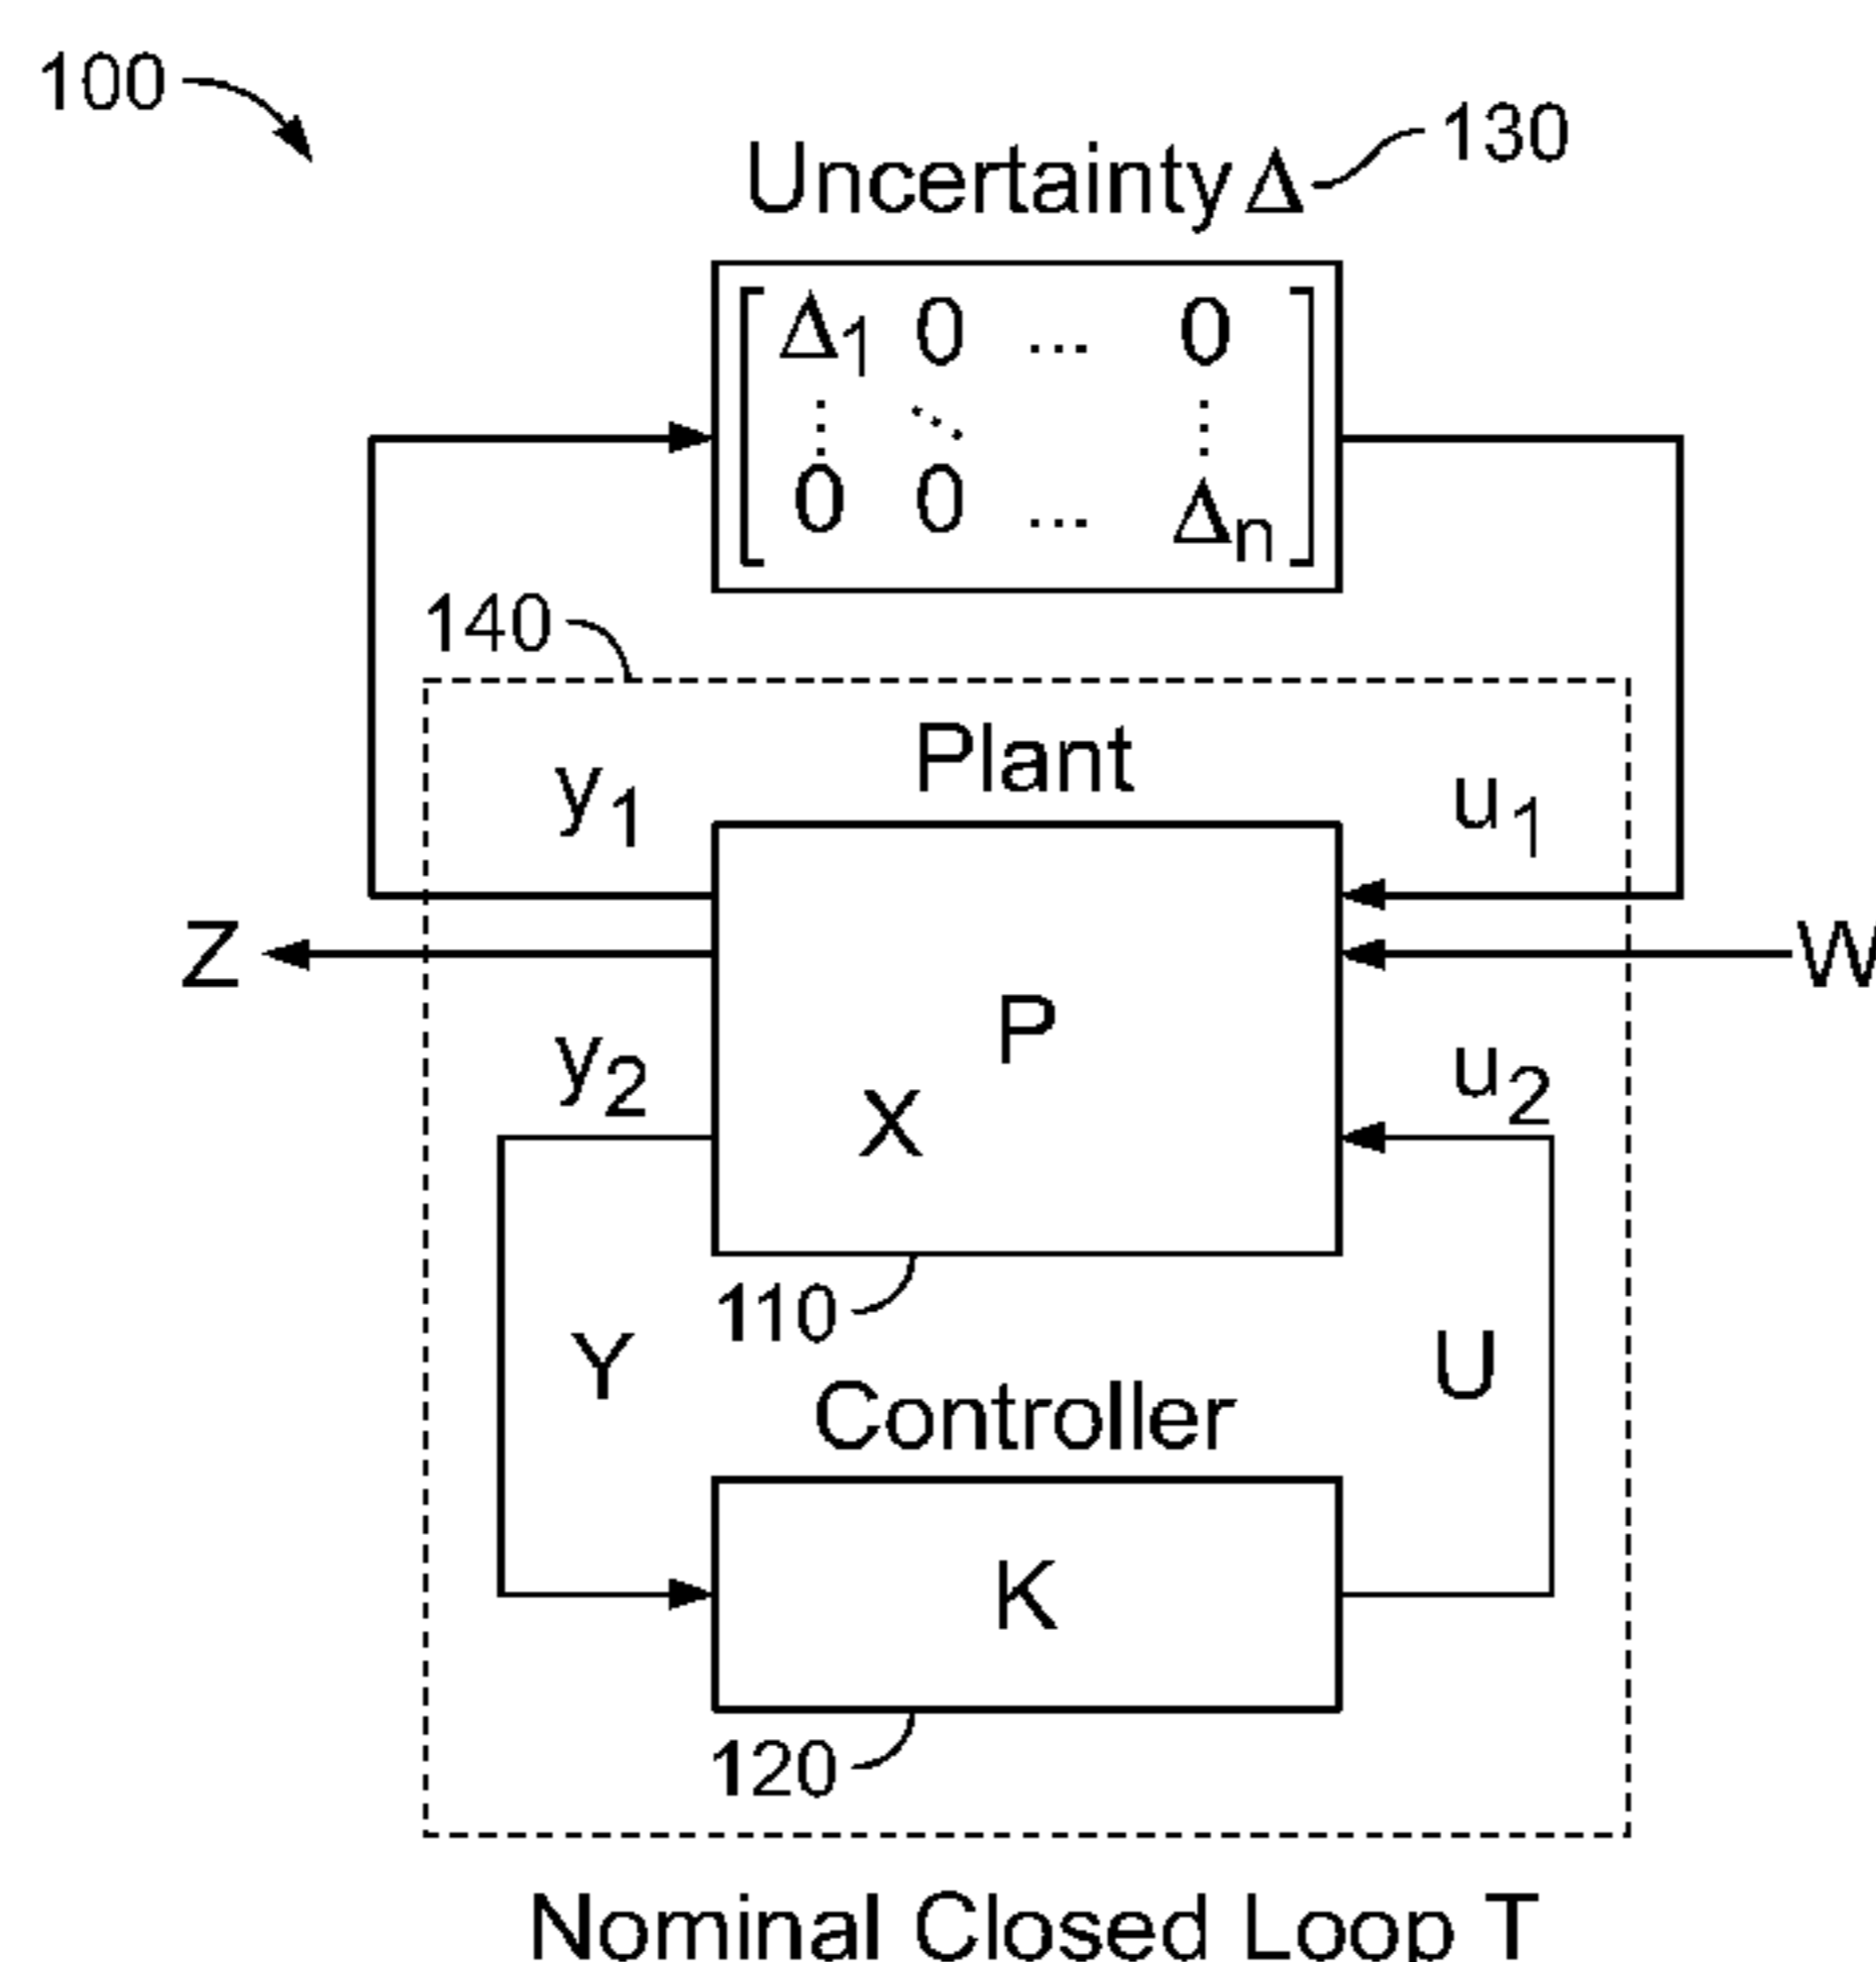 100
Uncertainty Δ 130
Δ1 0 ... 0
⋮ ⋱ ⋮
0 0 ... Δn
140
Plant
y1 u1
Z W
P
y2 u2
X
110
Y U
Controller
K
120
Nominal Closed Loop T